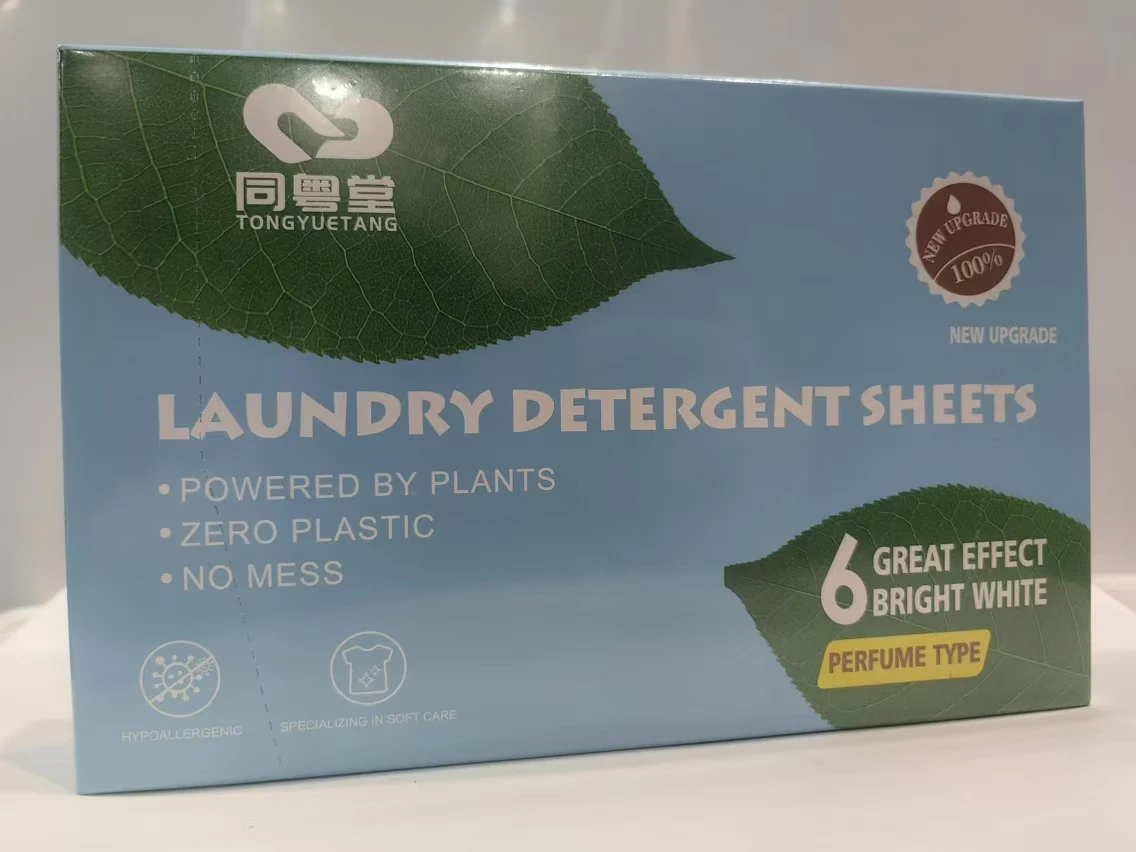 同粤堂
TONGYUETANG
NEW UPGRADE
100%
NEW UPGRADE
LAUNDRY DETERGENT SHEETS
• POWERED BY PLANTS
• ZERO PLASTIC
• NO MESS
6 GREAT EFFECT
BRIGHT WHITE
PERFUME TYPE
HYPOALLERGENIC
SPECIALIZING IN SOFT CARE